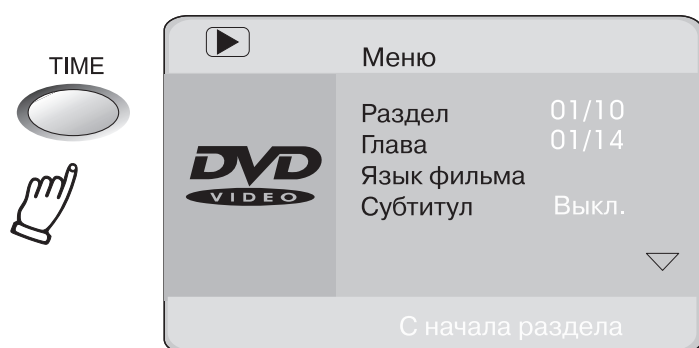 TIME
Меню
Раздел 01/10
Глава 01/14
Язык фильма
Субтитул Выкл.
DVD
VIDEO
С начала раздела